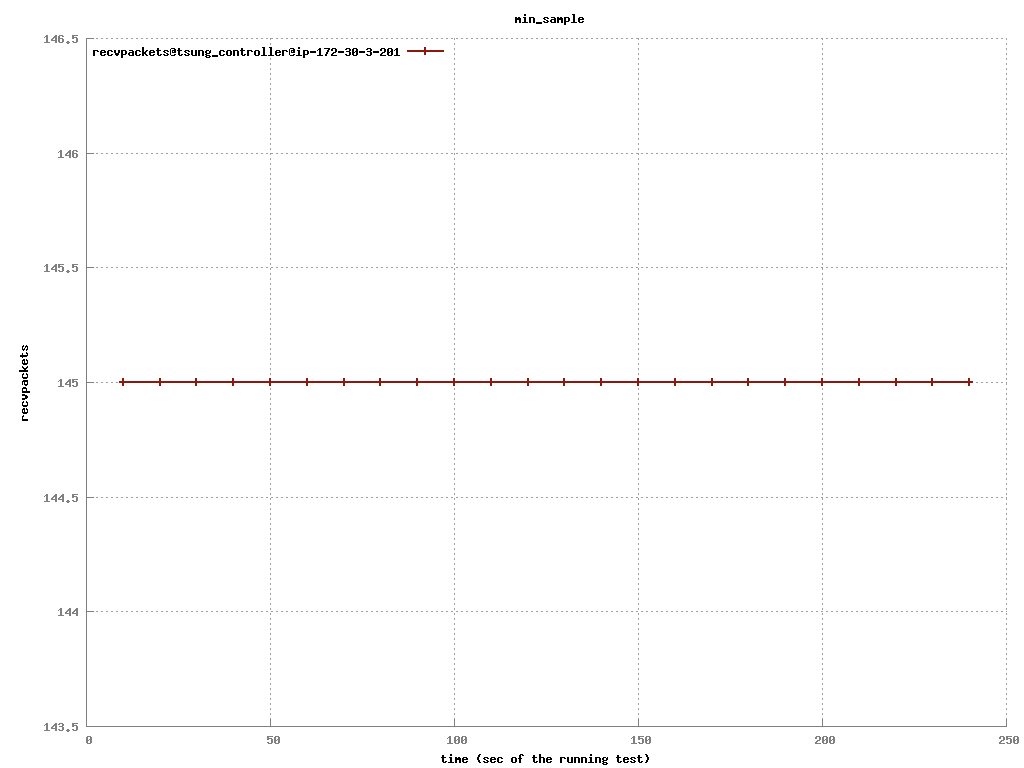 min_sample
146.5
recvpackets@tsung_controller@ip-172-30-3-201
146
145.5
recvpackets
145
144.5
144
143.5
0 50 100 150 200 250
time (sec of the running test)